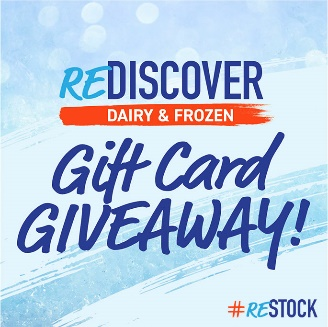 REDISCOVER
DAIRY & FROZEN
Gift Card
GIVEAWAY!
#RESTOCK